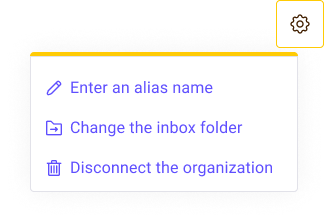 Enter an alias name
Change the inbox folder
Disconnect the organization